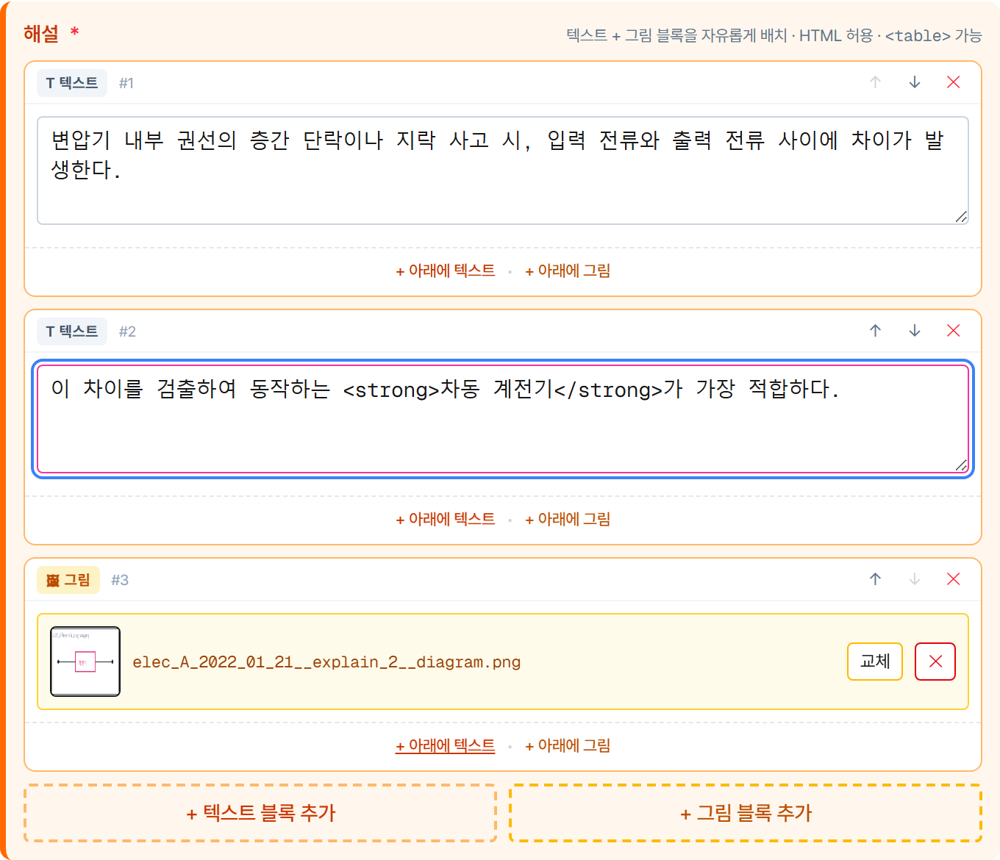 해설 *
텍스트 + 그림 블록을 자유롭게 배치 · HTML 허용 · <table> 가능
T 텍스트 #1
변압기 내부 권선의 층간 단락이나 지락 사고 시, 입력 전류와 출력 전류 사이에 차이가 발
생한다.
+ 아래에 텍스트 • + 아래에 그림
T 텍스트 #2
이 차이를 검출하여 동작하는 <strong>차동 계전기</strong>가 가장 적합하다.
+ 아래에 텍스트 • + 아래에 그림
그림 #3
elec_A_2022_01_21__explain_2__diagram.png
교체
+ 아래에 텍스트 • + 아래에 그림
+ 텍스트 블록 추가
+ 그림 블록 추가